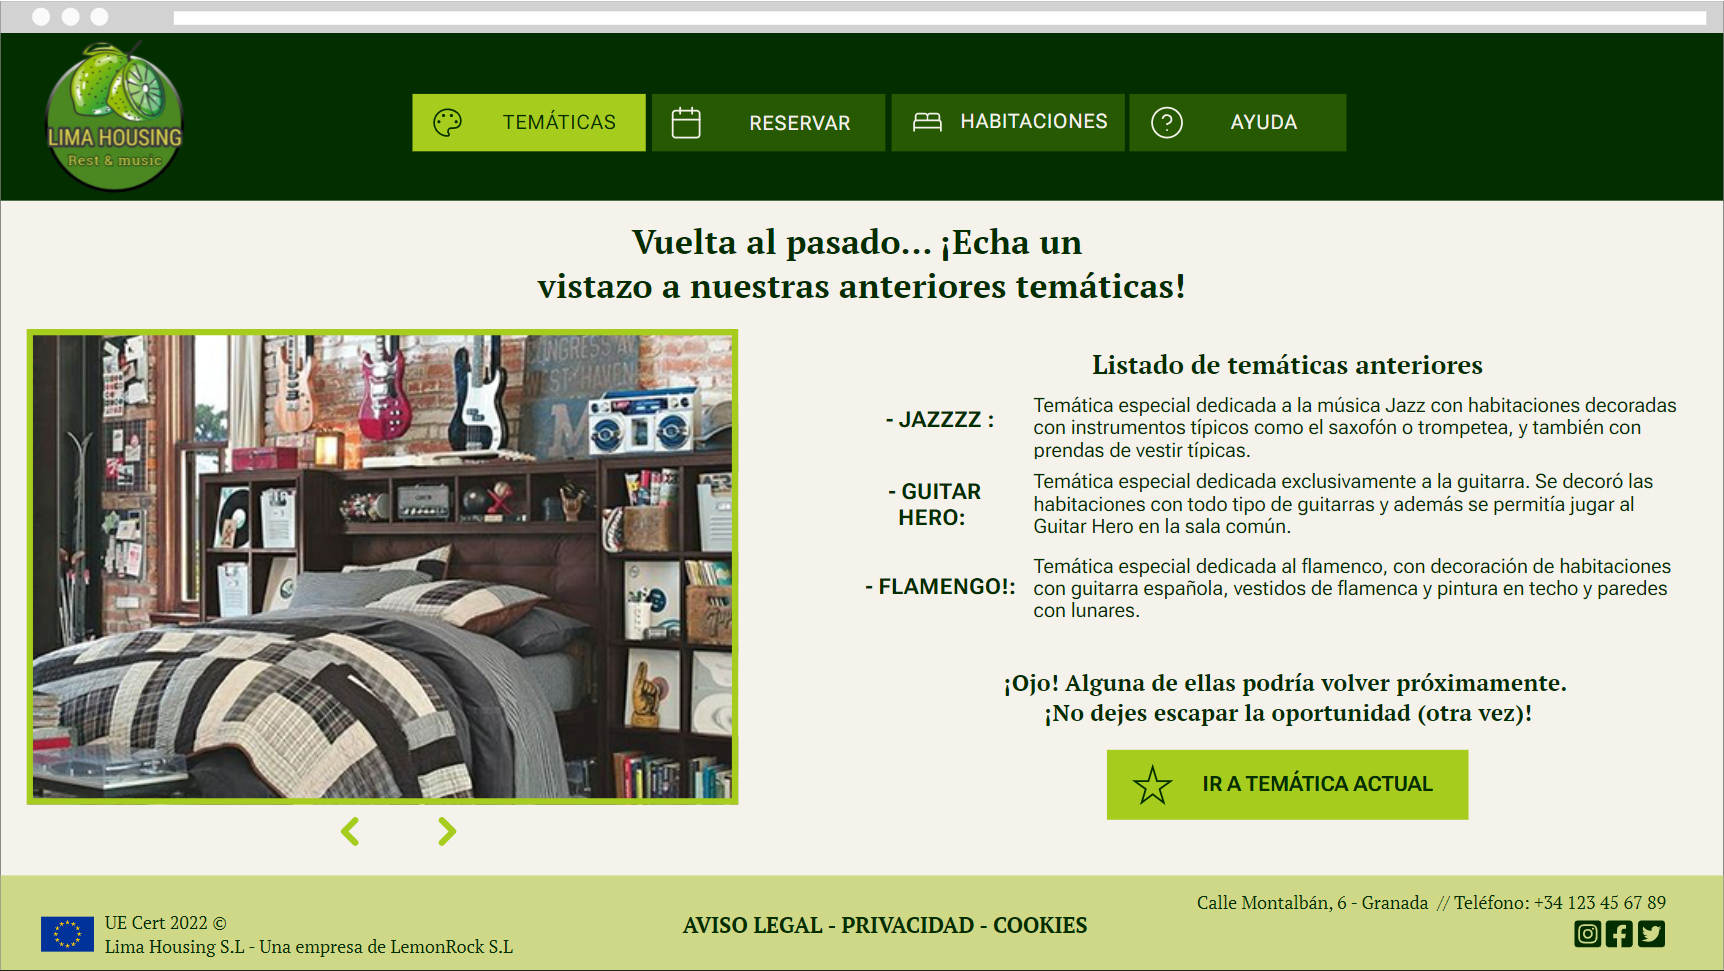 LIMA HOUSING
Rest & music
TEMÁTICAS
RESERVAR
HABITACIONES
AYUDA
Vuelta al pasado... ¡Echa un
vistazo a nuestras anteriores temáticas!
Listado de temáticas anteriores
- JAZZZZ :
Temática especial dedicada a la música Jazz con habitaciones decoradas
con instrumentos típicos como el saxofón o trompetea, y también con
prendas de vestir típicas.
- GUITAR
HERO:
Temática especial dedicada exclusivamente a la guitarra. Se decoró las
habitaciones con todo tipo de guitarras y además se permitía jugar al
Guitar Hero en la sala común.
- FLAMENGO!:
Temática especial dedicada al flamenco, con decoración de habitaciones
con guitarra española, vestidos de flamenca y pintura en techo y paredes
con lunares.
¡Ojo! Alguna de ellas podría volver próximamente.
¡No dejes escapar la oportunidad (otra vez)!
IR A TEMÁTICA ACTUAL
UE Cert 2022 ©
Lima Housing S.L - Una empresa de LemonRock S.L
AVISO LEGAL - PRIVACIDAD - COOKIES
Calle Montalbán, 6 - Granada // Teléfono: +34 123 45 67 89